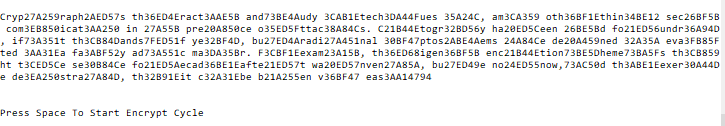 Cryp27A259raph2AED57s th36ED4Eract3AAE5B and73BE4Audy 3CAB1Etech3DA44Fues 35A24C, am3CA359 oth36BF1Ethin34BE12 sec26BF5B
 com3EB850icat3AA250 in 27A55B pre20A850ce o35ED5Fttac38A84Cs. C21B44Etogr32BD56y ha20ED5Ceen 26BE5Bd fo21ED56undr36A94D
, if73A351t th3CB84Dands7FED51f ye32BF4D, bu27ED4Aradi27A451nal 30BF47ptos2ABE4Aems 24A84Ce de20A459ned 32A35A eva3FB85F
ted 3AA31Ea fa3ABF52y ad73A451sc ma3DA35Br. F3CBF1Eexam23A15B, th36ED68igen36BF5B enc21B44Etion73BE5Dheme73BA5Fs th3CB859
ht t3CED5Ce se30B84Ce fo21ED5Aecad36BE1Eafte21ED57t wa20ED57nven27A85A, bu27ED49e no24ED55now,73AC50d th3ABE1Eexer30A44D
e de3EA250stra27A84D, th32B91Eit c32A31Ebe b21A255en v36BF47 eas3AA14794
Press Space To Start Encrypt Cycle